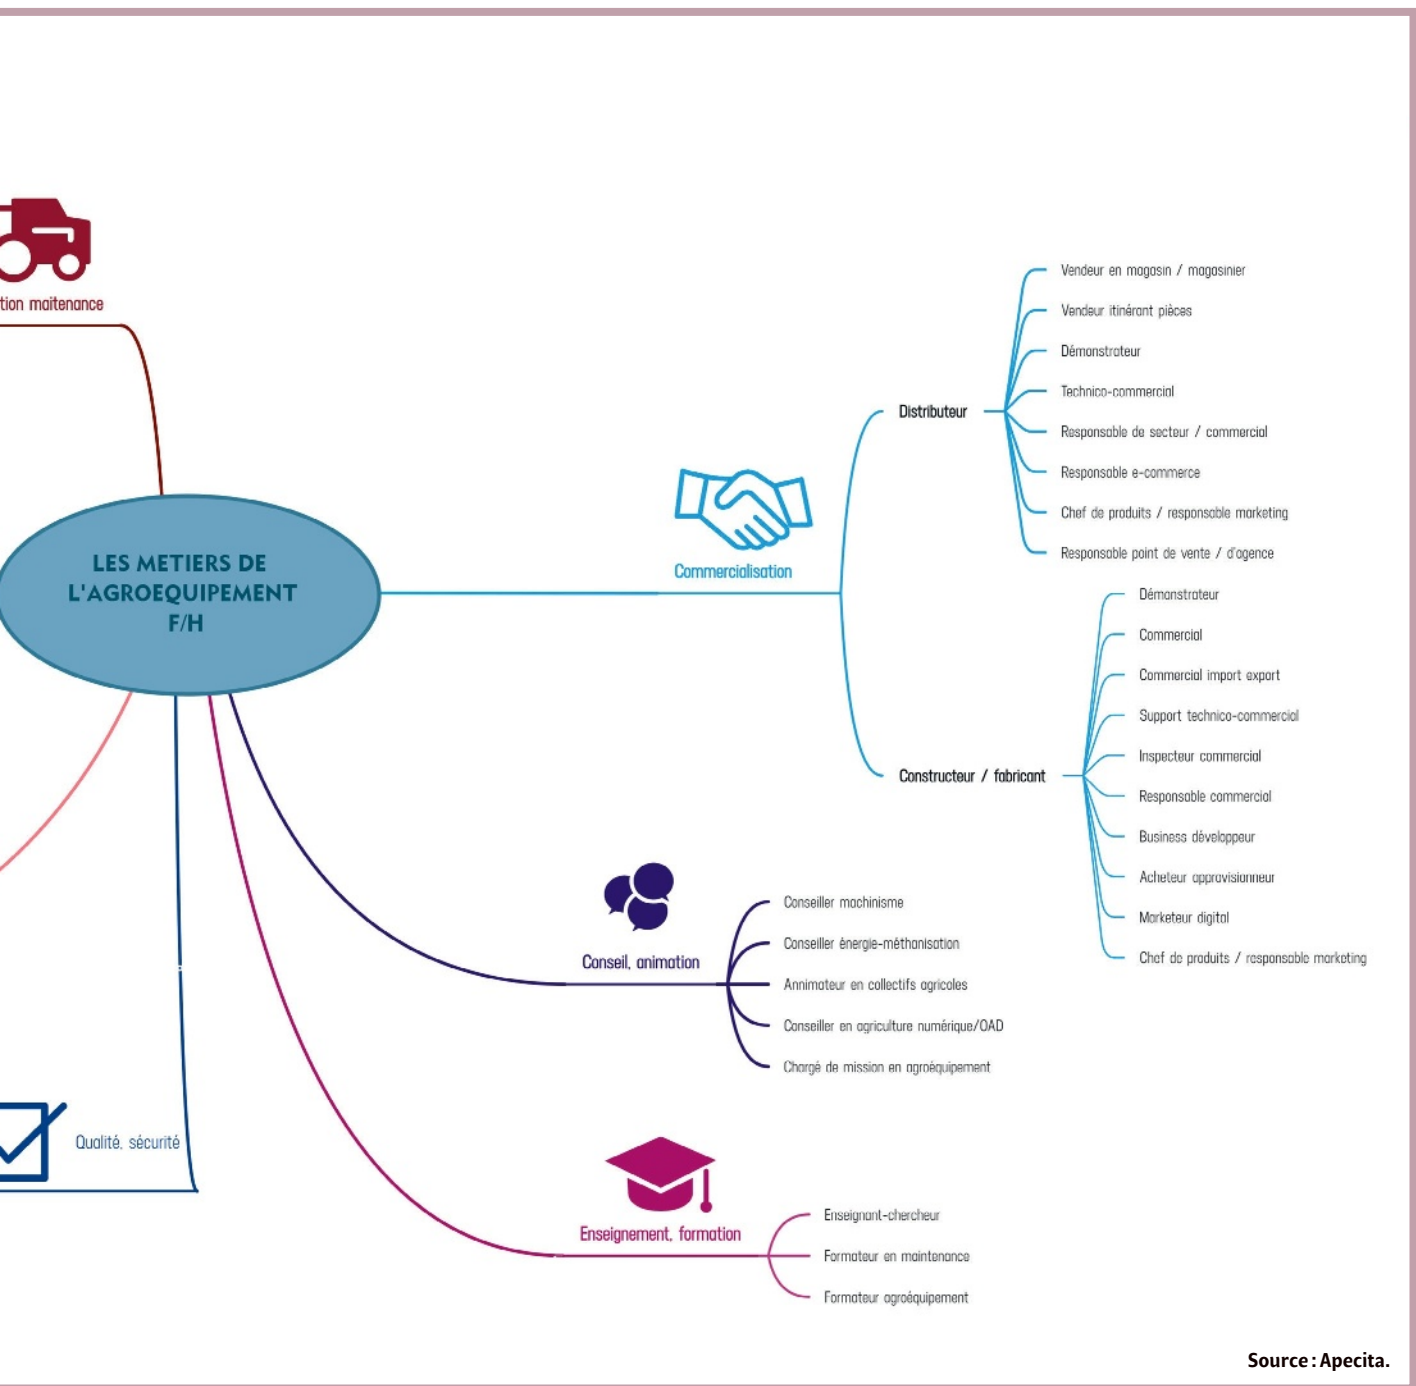 tion maitenance
LES METIERS DE
L'AGROEQUIPEMENT
F/H
Commercialisation
Distributeur
Vendeur en magasin / magasinier
Vendeur itinérant pièces
Démonstrateur
Technico-commercial
Responsable de secteur / commercial
Responsable e-commerce
Chef de produits / responsable marketing
Responsable point de vente / d'agence
Constructeur / fabricant
Démonstrateur
Commercial
Commercial import export
Support technico-commercial
Inspecteur commercial
Responsable commercial
Business développeur
Acheteur approvisionneur
Marketeur digital
Chef de produits / responsable marketing
Conseil, animation
Conseiller machinisme
Conseiller énergie-méthanisation
Annimateur en collectifs agricoles
Conseiller en agriculture numérique/OAD
Chargé de mission en agroéquipement
Qualité, sécurité
Enseignement, formation
Enseignant-chercheur
Formateur en maintenance
Formateur agroéquipement
Source : Apecita.